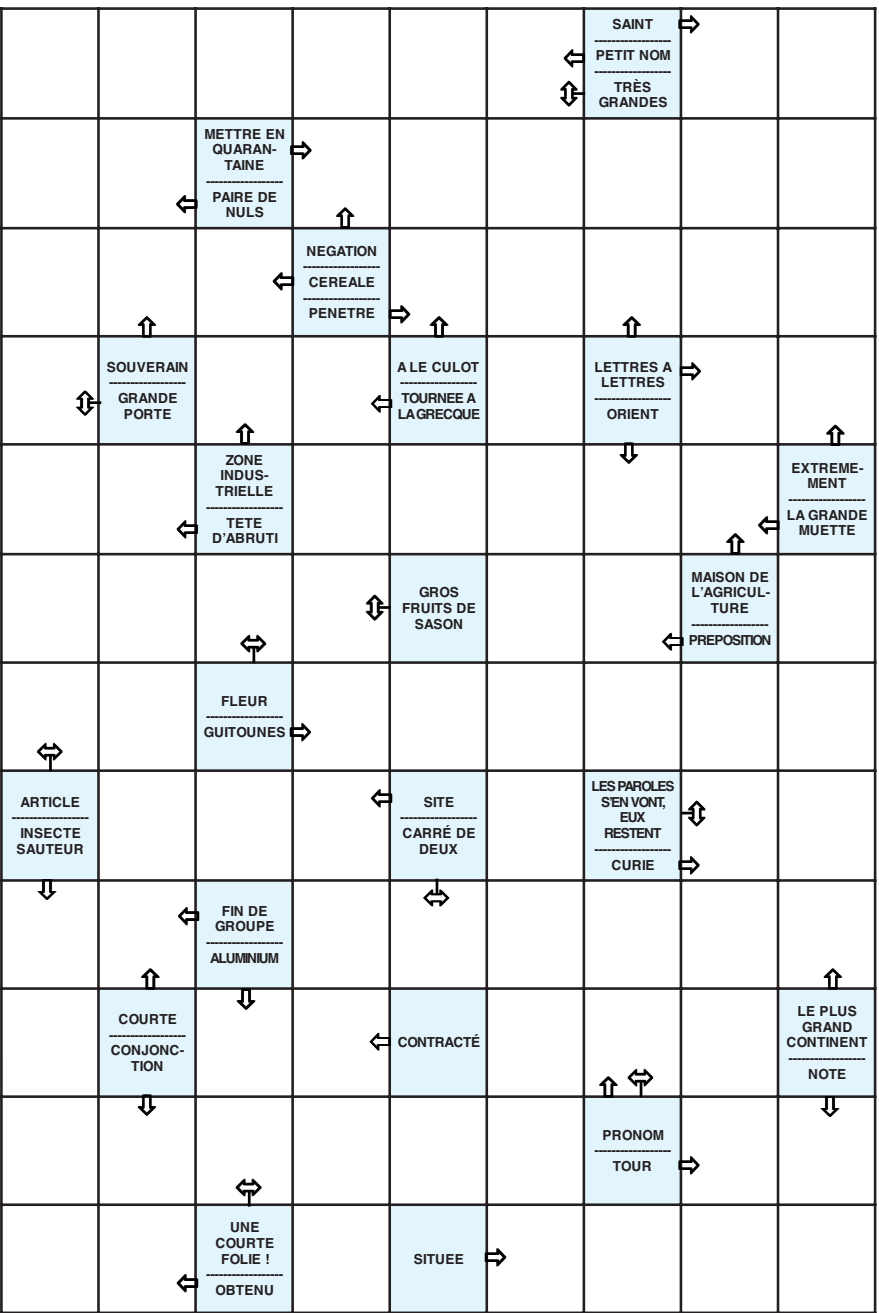 SAINT
------------------
PETIT NOM
------------------
TRÈS
GRANDES
METTRE EN
QUARAN-
TAINE
------------------
PAIRE DE
NULS
NEGATION
------------------
CEREALE
------------------
PENETRE
SOUVERAIN
------------------
GRANDE
PORTE
A LE CULOT
------------------
TOURNEE A
LA GRECQUE
LETTRES A
LETTRES
------------------
ORIENT
ZONE
INDUS-
TRIELLE
------------------
TETE
D'ABRUTI
EXTREME-
MENT
------------------
LA GRANDE
MUETTE
GROS
FRUITS DE
SASON
MAISON DE
L'AGRICUL-
TURE
------------------
PREPOSITION
FLEUR
------------------
GUITOUNES
ARTICLE
------------------
INSECTE
SAUTEUR
SITE
------------------
CARRÉ DE
DEUX
LES PAROLES
S'EN VONT,
EUX
RESTENT
------------------
CURIE
FIN DE
GROUPE
------------------
ALUMINIUM
COURTE
------------------
CONJONC-
TION
CONTRACTÉ
LE PLUS
GRAND
CONTINENT
------------------
NOTE
PRONOM
------------------
TOUR
UNE
COURTE
FOLIE !
------------------
OBTENU
SITUEE